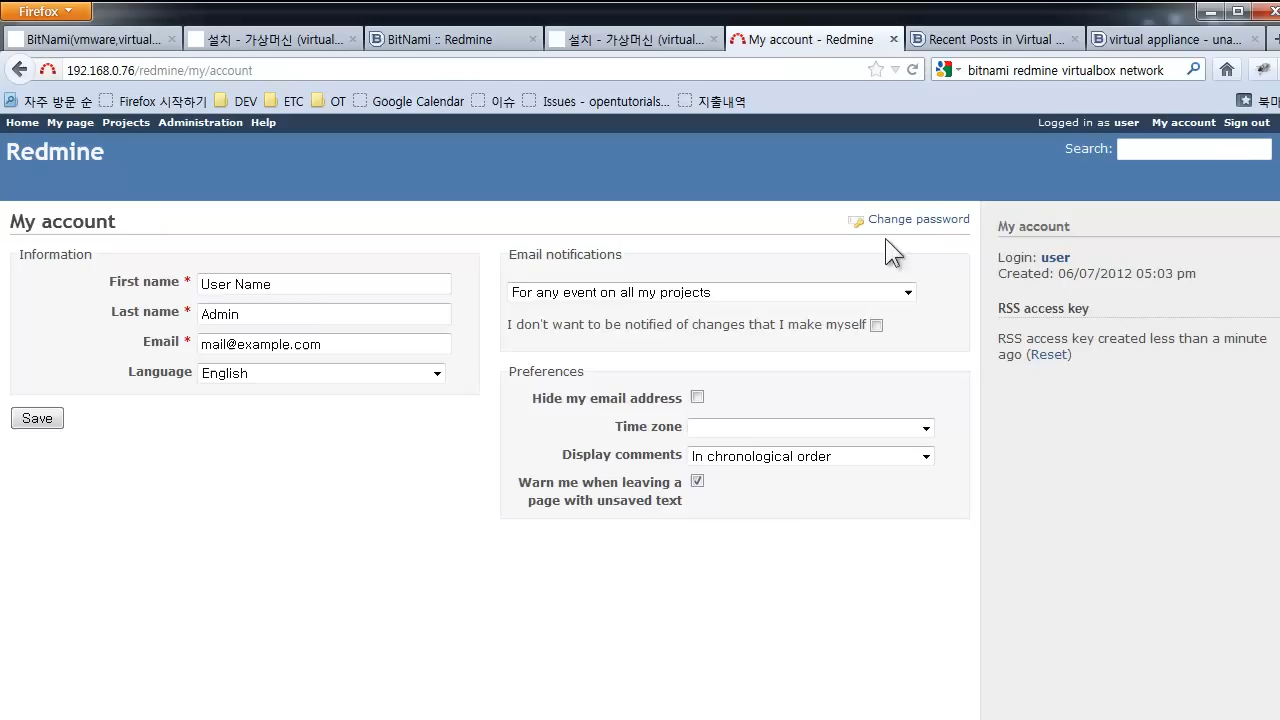 Firefox
BitNami(vmware,virtual...
설치 - 가상머신 (virtual...
BitNami :: Redmine
설치 - 가상머신 (virtual...
My account - Redmine
Recent Posts in Virtual ...
virtual appliance - una...
192.168.0.76/redmine/my/account
bitnami redmine virtualbox network
자주 방문 순
Firefox 시작하기
DEV
ETC
OT
Google Calendar
이슈
Issues - opentutorials...
지출내역
북마
Home My page Projects Administration Help
Logged in as user My account Sign out
Redmine
Search:
My account
Change password
Information
First name * User Name
Last name * Admin
Email * mail@example.com
Language English
Save
Email notifications
For any event on all my projects
I don't want to be notified of changes that I make myself
Preferences
Hide my email address
Time zone
Display comments In chronological order
Warn me when leaving a
page with unsaved text
My account
Login: user
Created: 06/07/2012 05:03 pm
RSS access key
RSS access key created less than a minute
ago (Reset)